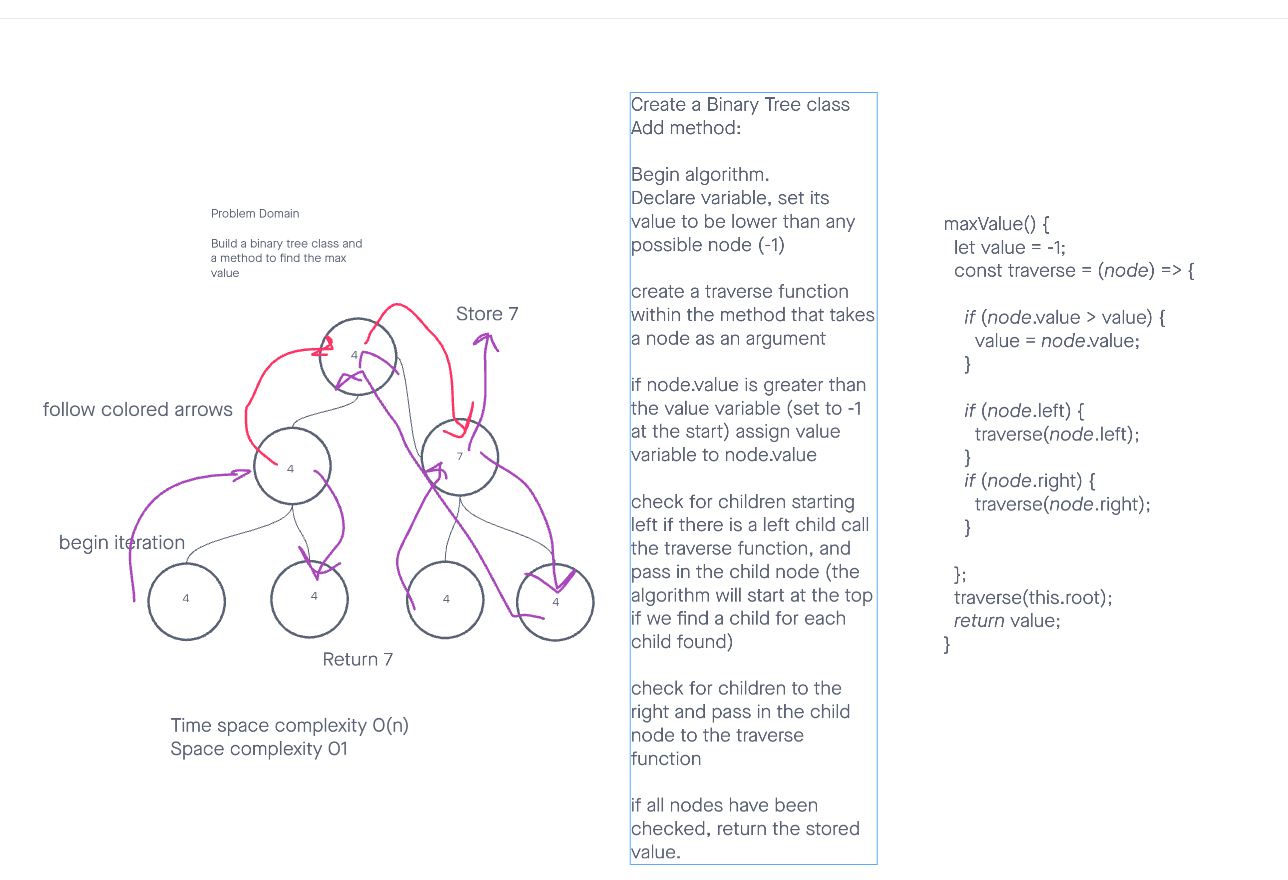 Problem Domain
Build a binary tree class and
a method to find the max
value
Store 7
4
follow colored arrows
4
7
begin iteration
4
4
4
4
Return 7
Time space complexity O(n)
Space complexity O1
Create a Binary Tree class
Add method:
Begin algorithm.
Declare variable, set its
value to be lower than any
possible node (-1)
create a traverse function
within the method that takes
a node as an argument
if node.value is greater than
the value variable (set to -1
at the start) assign value
variable to node.value
check for children starting
left if there is a left child call
the traverse function, and
pass in the child node (the
algorithm will start at the top
if we find a child for each
child found)
check for children to the
right and pass in the child
node to the traverse
function
if all nodes have been
checked, return the stored
value.
maxValue() {
let value = -1;
const traverse = (node) => {
if (node.value > value) {
value = node.value;
}
if (node.left) {
traverse(node.left);
}
if (node.right) {
traverse(node.right);
}
};
traverse(this.root);
return value;
}